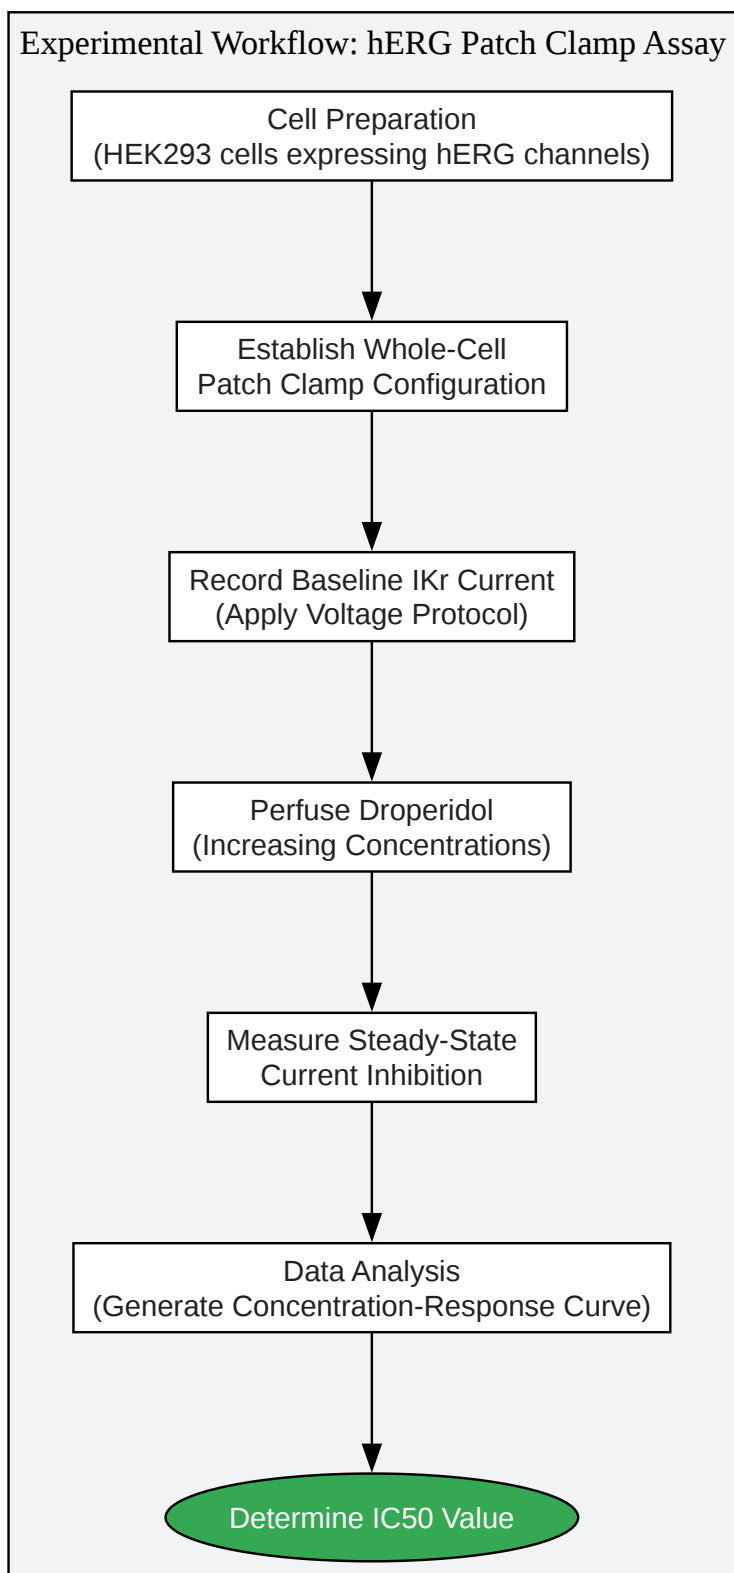 Experimental Workflow: hERG Patch Clamp Assay
Cell Preparation
(HEK293 cells expressing hERG channels)
Establish Whole-Cell
Patch Clamp Configuration
Record Baseline IKr Current
(Apply Voltage Protocol)
Perfuse Droperidol
(Increasing Concentrations)
Measure Steady-State
Current Inhibition
Data Analysis
(Generate Concentration-Response Curve)
Determine IC50 Value